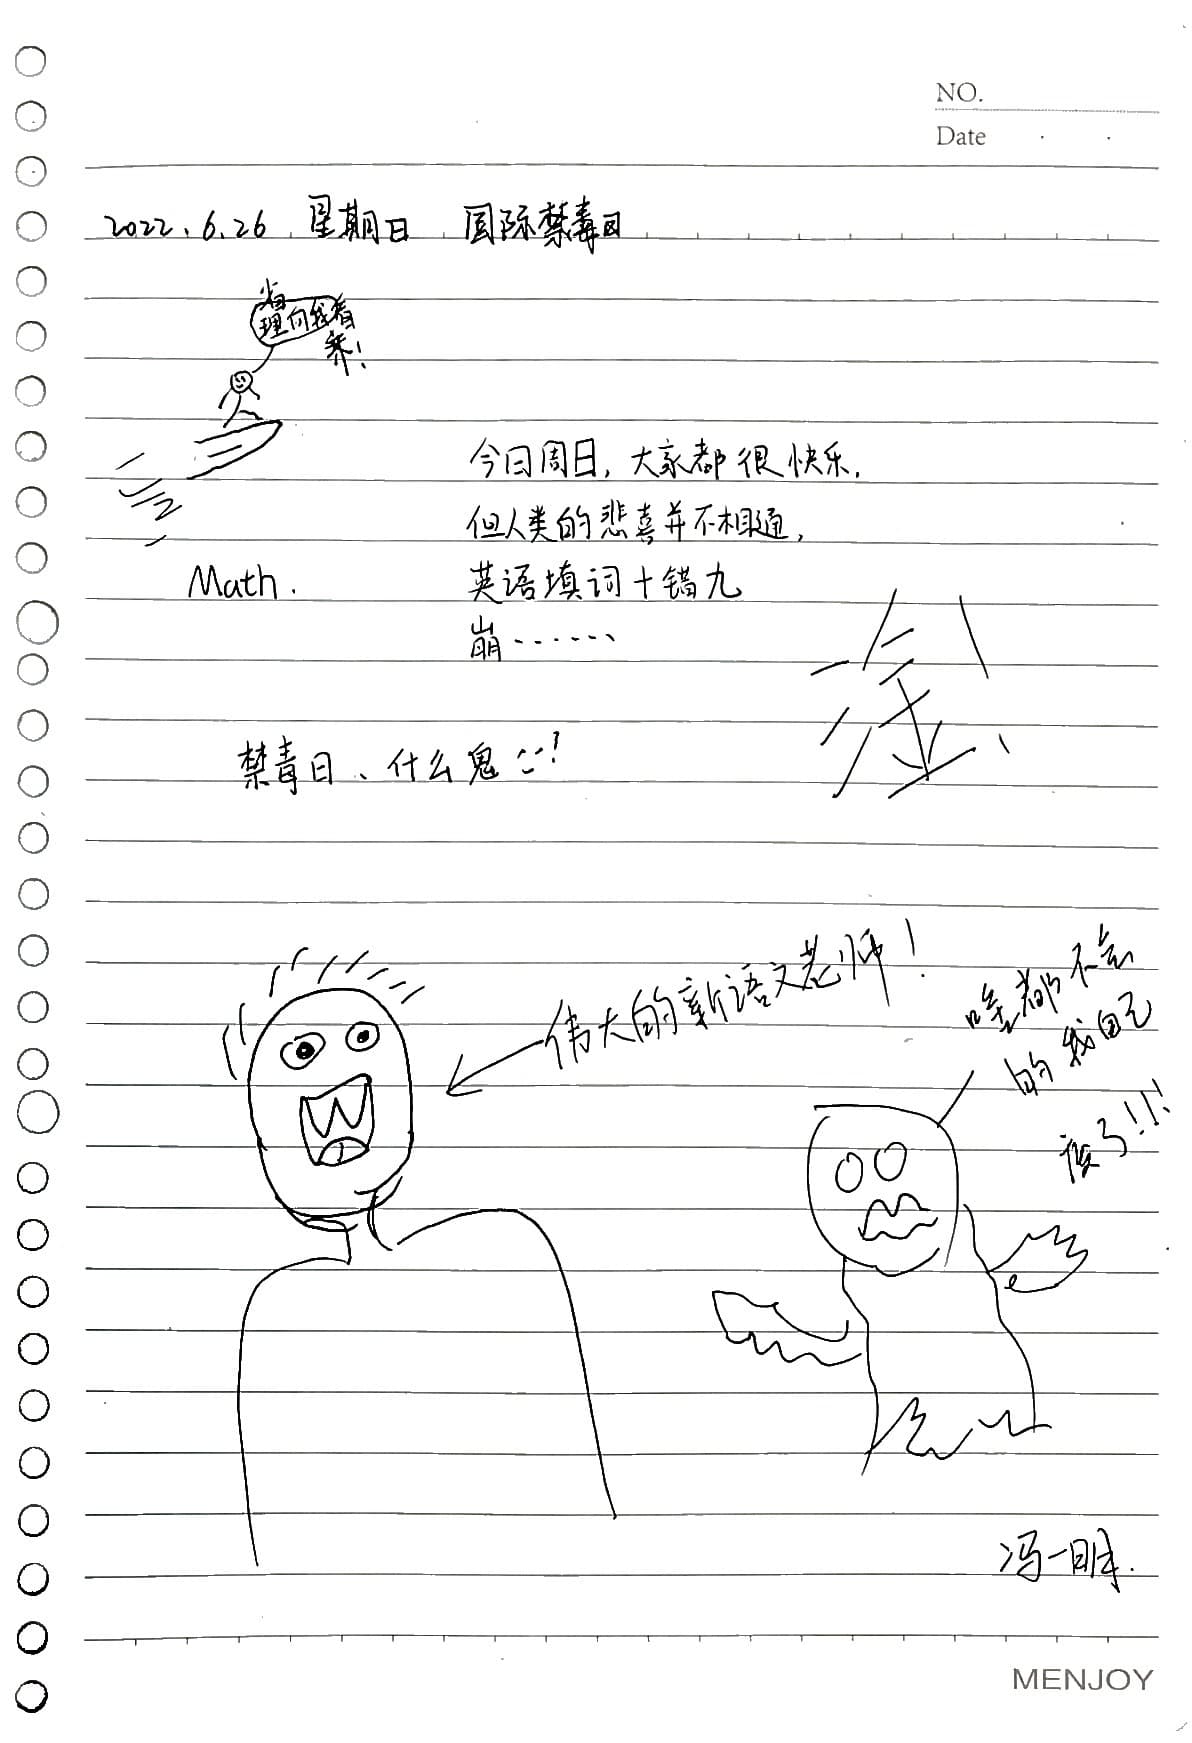 NO.
Date
2022.6.26 星期日 国际禁毒日
理向我看
来!
今日周日,大家都很快乐.
但人类的悲喜并不相通,
英语填词十错九
崩……
Math.
禁毒日、什么鬼
伟大的新语文老师!
啥都不会
的我自己
疯了!!!
冯一明.
MENJOY